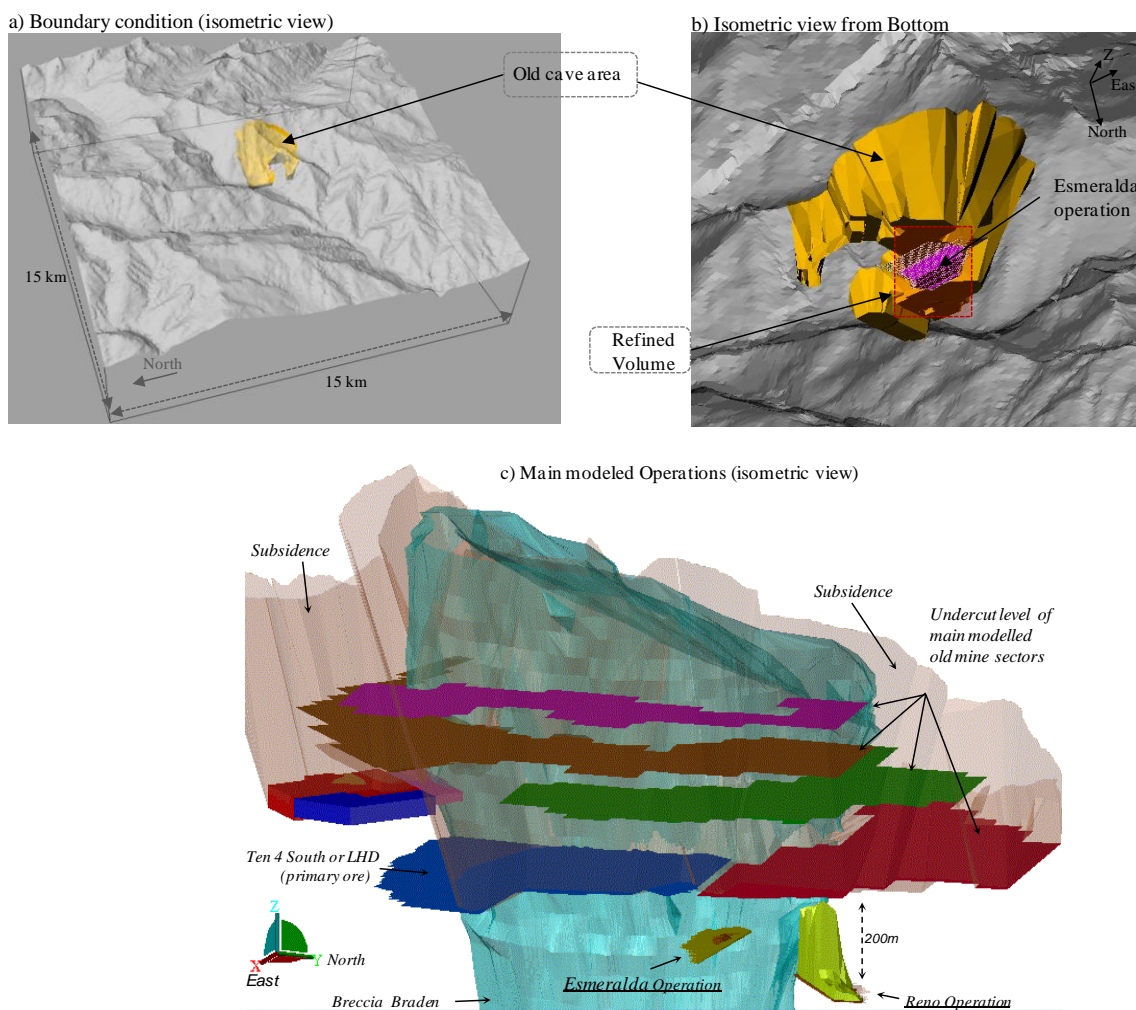 a) Boundary condition (isometric view)
Old cave area
15 km
North
15 km
b) Isometric view from Bottom
Z
Eas
North
Esmeralda
operation
Refined
Volume
c) Main modeled Operations (isometric view)
Subsidence
Subsidence
Undercut level of
main modelled
old mine sectors
Ten 4 South or LHD
(primary ore)
200m
Z
X
Y
North
East
Breccia Braden
Esmeralda Operation
Reno Operation